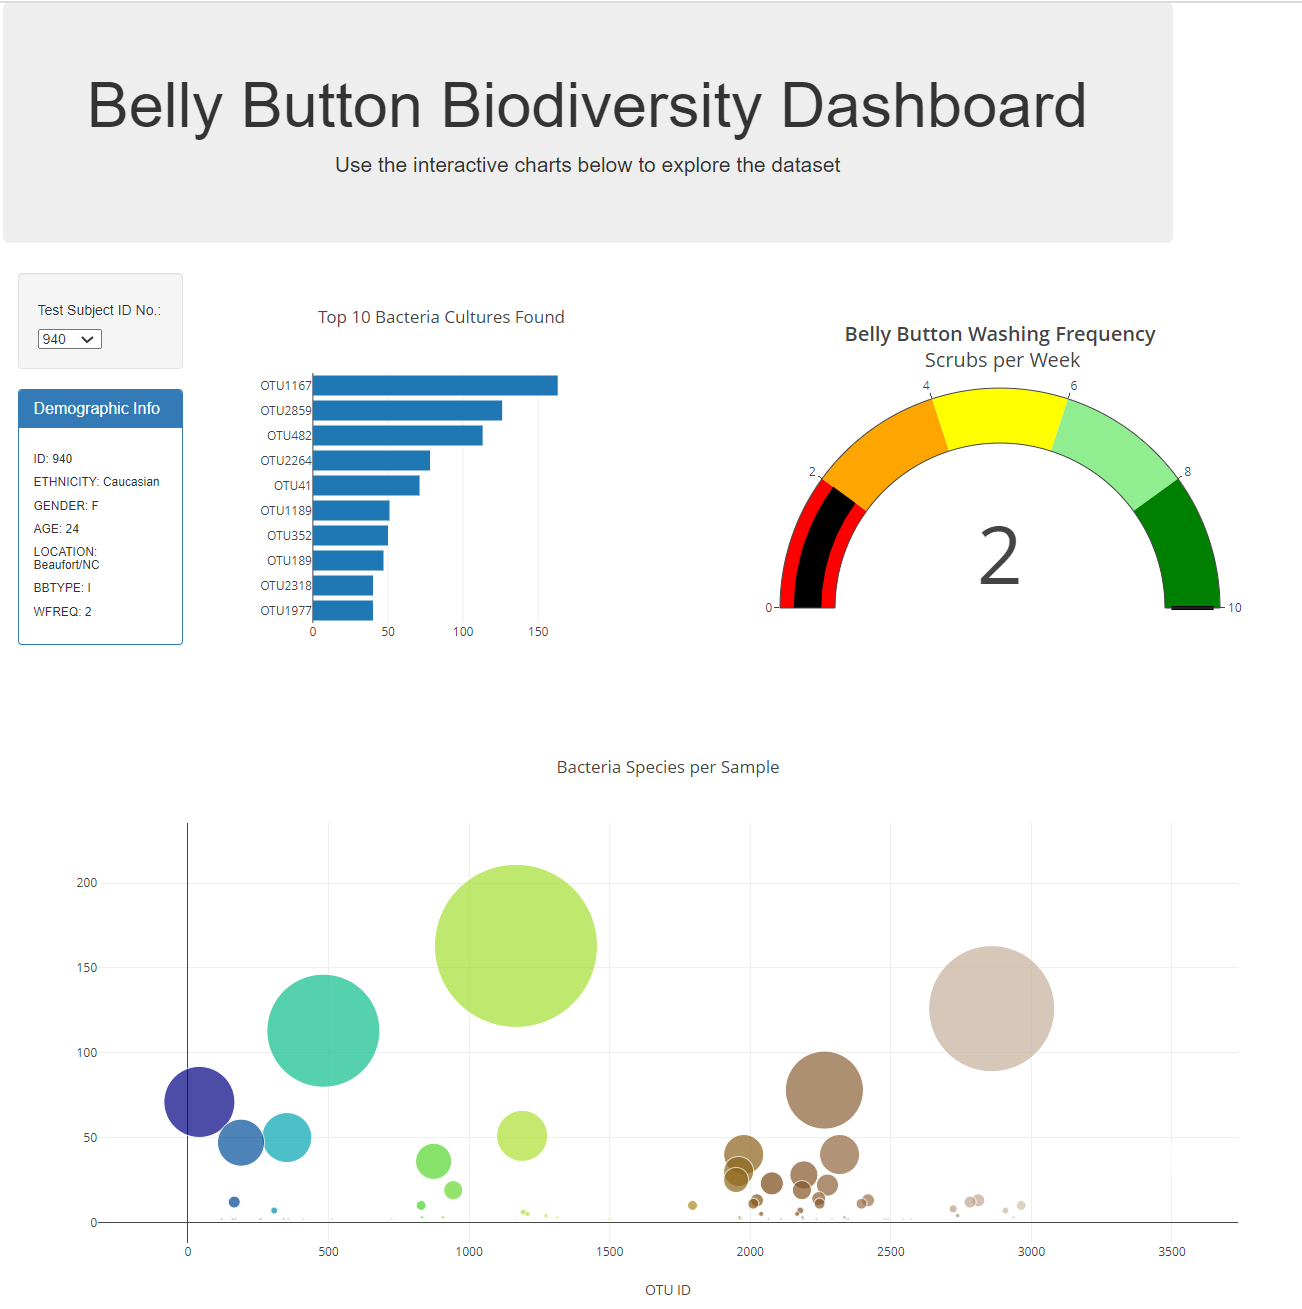 Belly Button Biodiversity Dashboard
Use the interactive charts below to explore the dataset
Test Subject ID No.:
940
Demographic Info
ID: 940
ETHNICITY: Caucasian
GENDER: F
AGE: 24
LOCATION:
Beaufort/NC
BBTYPE: I
WFREQ: 2
Top 10 Bacteria Cultures Found
OTU1167
OTU2859
OTU482
OTU2264
OTU41
OTU1189
OTU352
OTU189
OTU2318
OTU1977
0 50 100 150
Belly Button Washing Frequency
Scrubs per Week
4 6
2 8
2
0 10
Bacteria Species per Sample
200
150
100
50
0
0 500 1000 1500 2000 2500 3000 3500
OTU ID